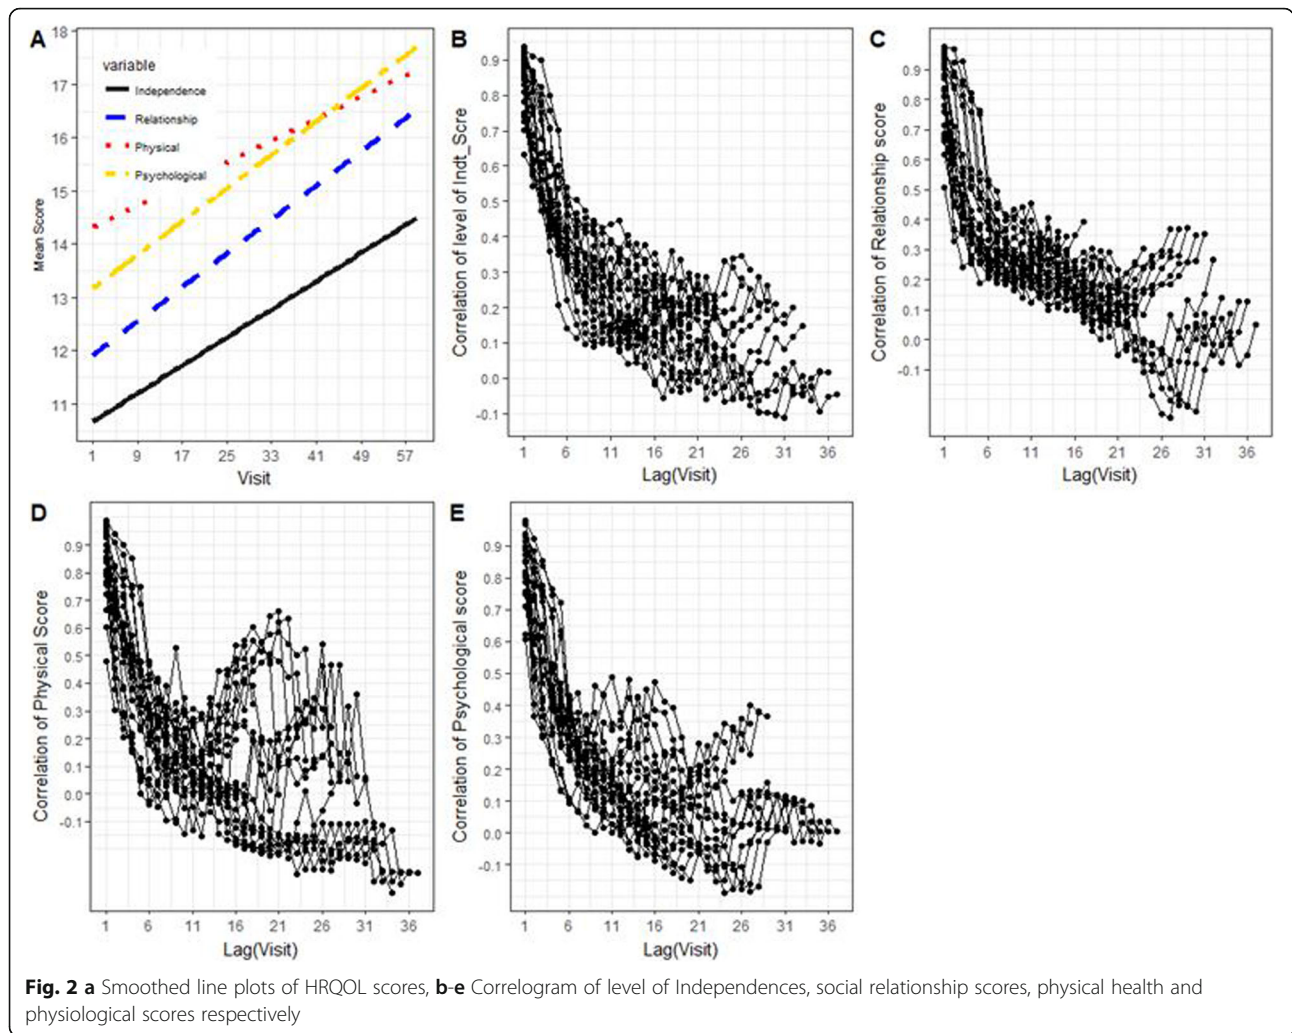 A
18
17
16
15
14
13
12
11
Mean Score
variable
Independence
Relationship
Physical
Psychological
1 9 17 25 33 41 49 57
Visit
B
0.9
0.8
0.7
0.6
0.5
0.4
0.3
0.2
0.1
0.0
-0.1
Correlation of level of Indt_Scre
1 6 11 16 21 26 31 36
Lag(Visit)
C
0.9
0.8
0.7
0.6
0.5
0.4
0.3
0.2
0.1
0.0
-0.1
Correlation of Relationship score
1 6 11 16 21 26 31 36
Lag(Visit)
D
0.9
0.8
0.7
0.6
0.5
0.4
0.3
0.2
0.1
0.0
-0.1
Correlation of Physical Score
1 6 11 16 21 26 31 36
Lag(Visit)
E
0.9
0.8
0.7
0.6
0.5
0.4
0.3
0.2
0.1
0.0
-0.1
Correlation of Psychological score
1 6 11 16 21 26 31 36
Lag(Visit)
Fig. 2 a Smoothed line plots of HRQOL scores, b-e Correlogram of level of Independences, social relationship scores, physical health and
physiological scores respectively